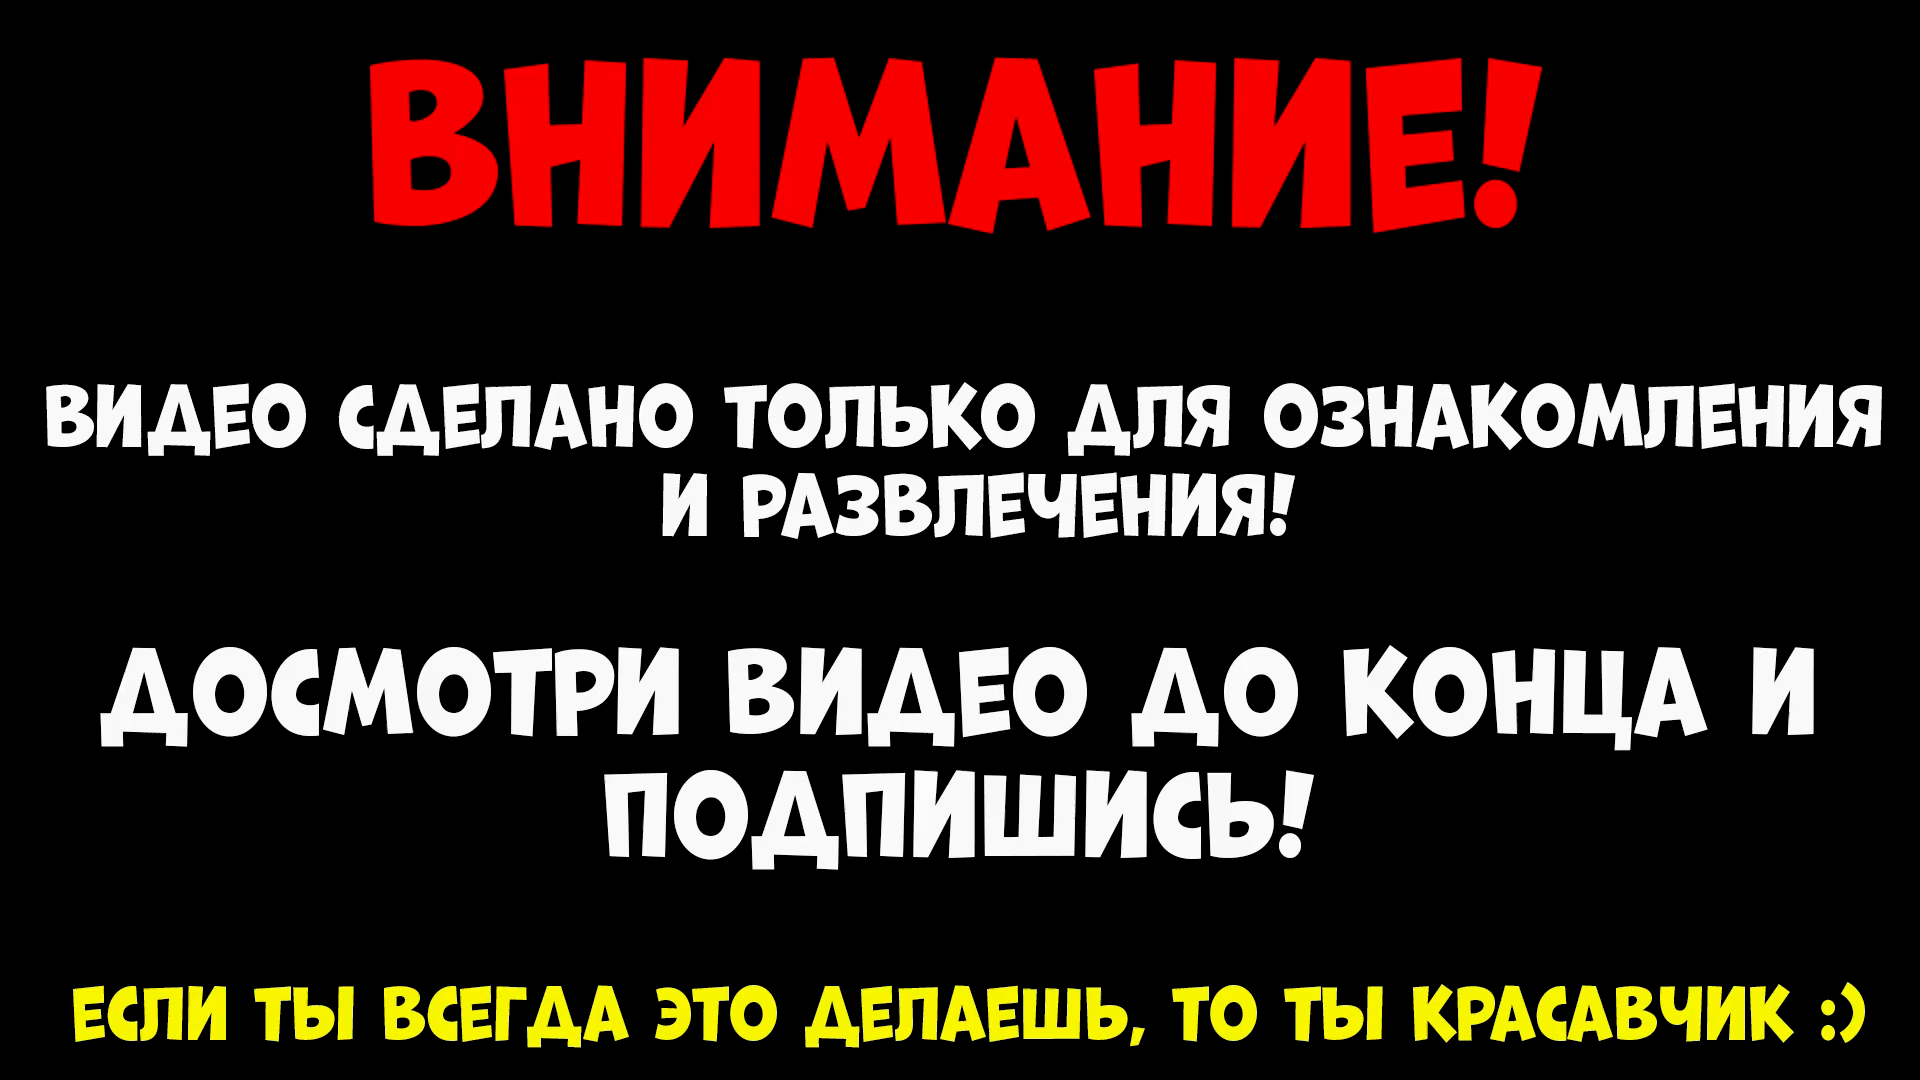 ВНИМАНИЕ!
ВИДЕО СДЕЛАНО ТОЛЬКО ДЛЯ ОЗНАКОМЛЕНИЯ
И РАЗВЛЕЧЕНИЯ!
ДОСМОТРИ ВИДЕО ДО КОНЦА И
ПОДПИШИСЬ!
ЕСЛИ ТЫ ВСЕГДА ЭТО ДЕЛАЕШЬ, ТО ТЫ КРАСАВЧИК :)